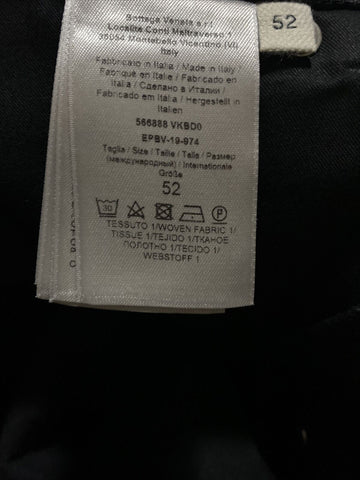 Bottega Veneta s.r.l
Località Conti Maltraverso 1
36054 Montebello Vicentino (VI)
Italy
Fabbricato in Italia / Made in Italy /
Fabriqué en Italie / Fabricado en
Italia / Сделано в Италии /
Hergestellt in Italien /
Fabricado em Itália
566888 VKBD0
EPBV-19-974
Taglia / Size / Taille / Talla / Размер
(международный) / Internationale
Größe
52
30
TESSUTO 1/WOVEN FABRIC 1/
TISSUE 1/TEJIDO 1/ТКАНОЕ
ПОЛОТНО 1/TECIDO 1/
WEBSTOFF 1
52